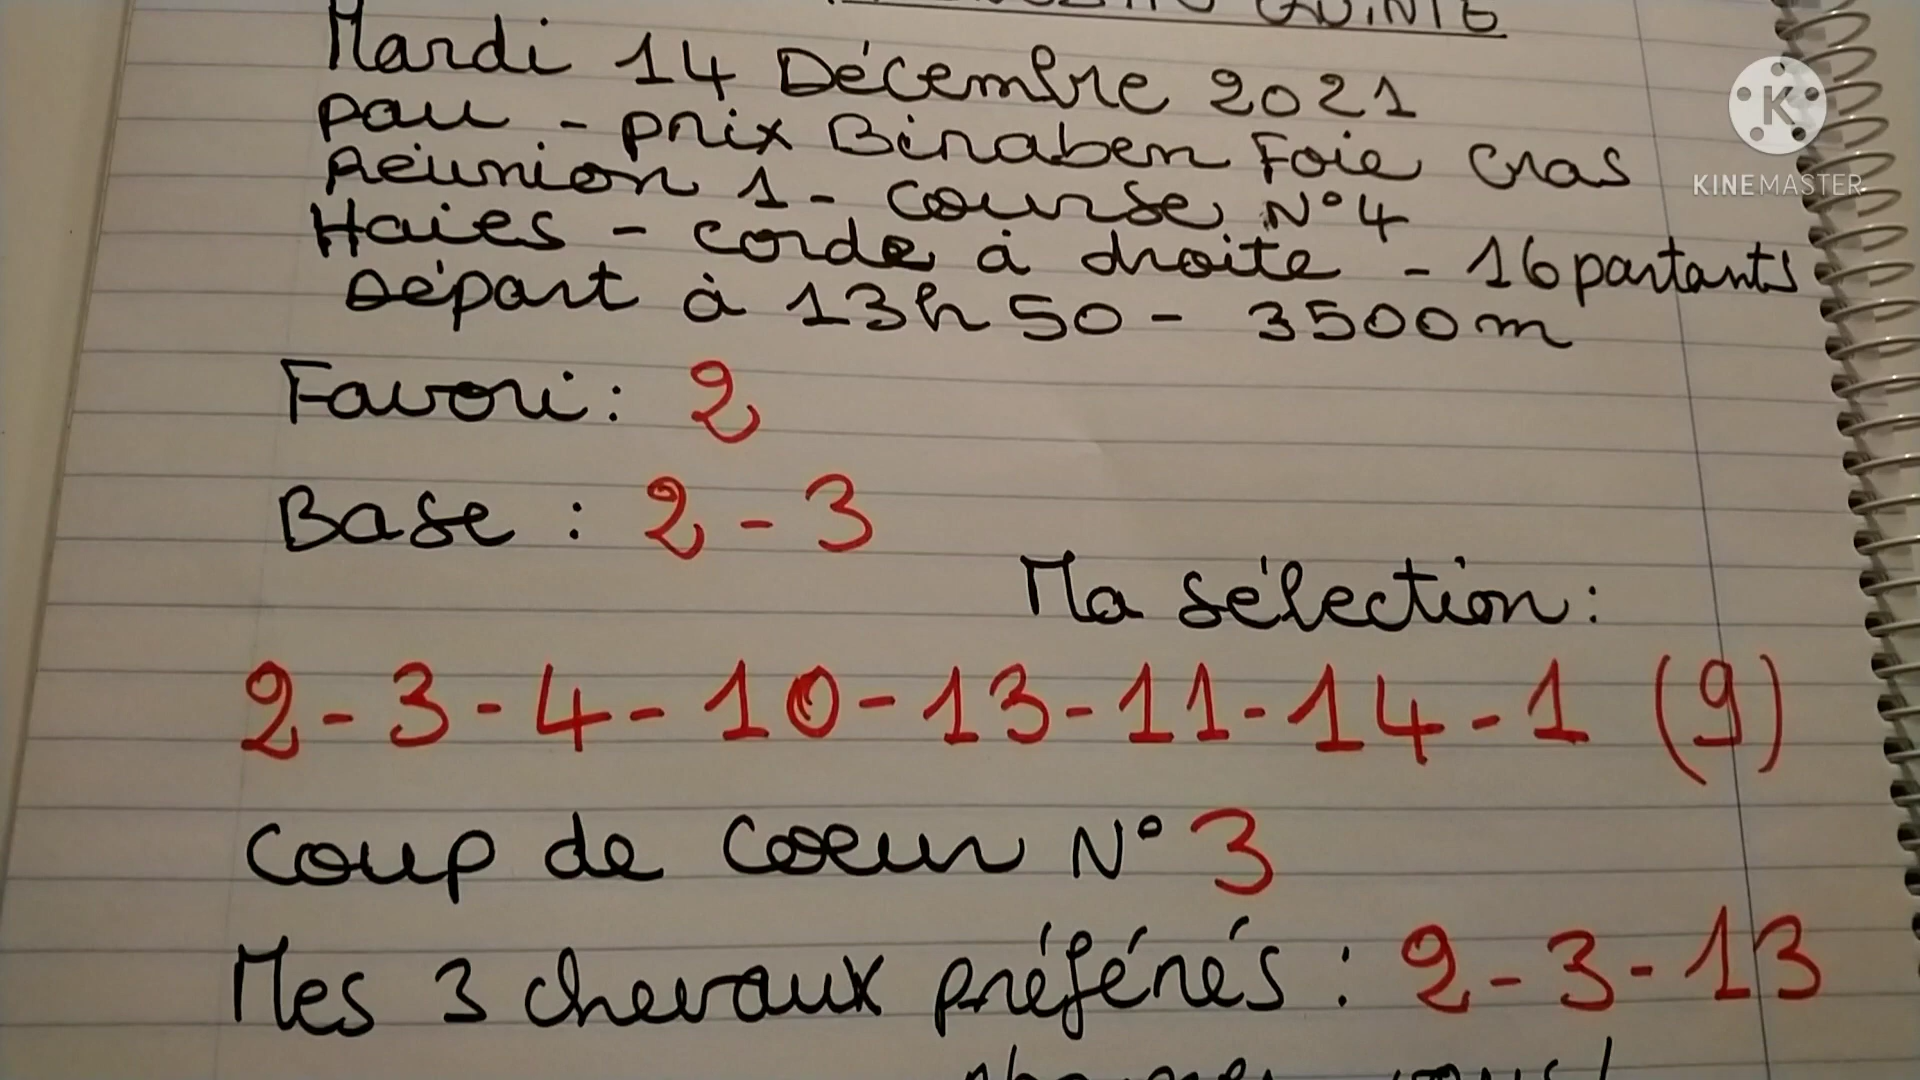 QUINTÉ
Mardi 14 Décembre 2021
Pau - prix Biraben Foie Gras
Réunion 1 - course N°4
Haies - corde à droite - 16 partants
Départ à 13h50 - 3500m
Favori : 2
Base : 2 - 3
Ma sélection :
2 - 3 - 4 - 10 - 13 - 11 - 14 - 1 (9)
Coup de coeur N° 3
Mes 3 chevaux préférés : 2 - 3 - 13
K
KINEMASTER